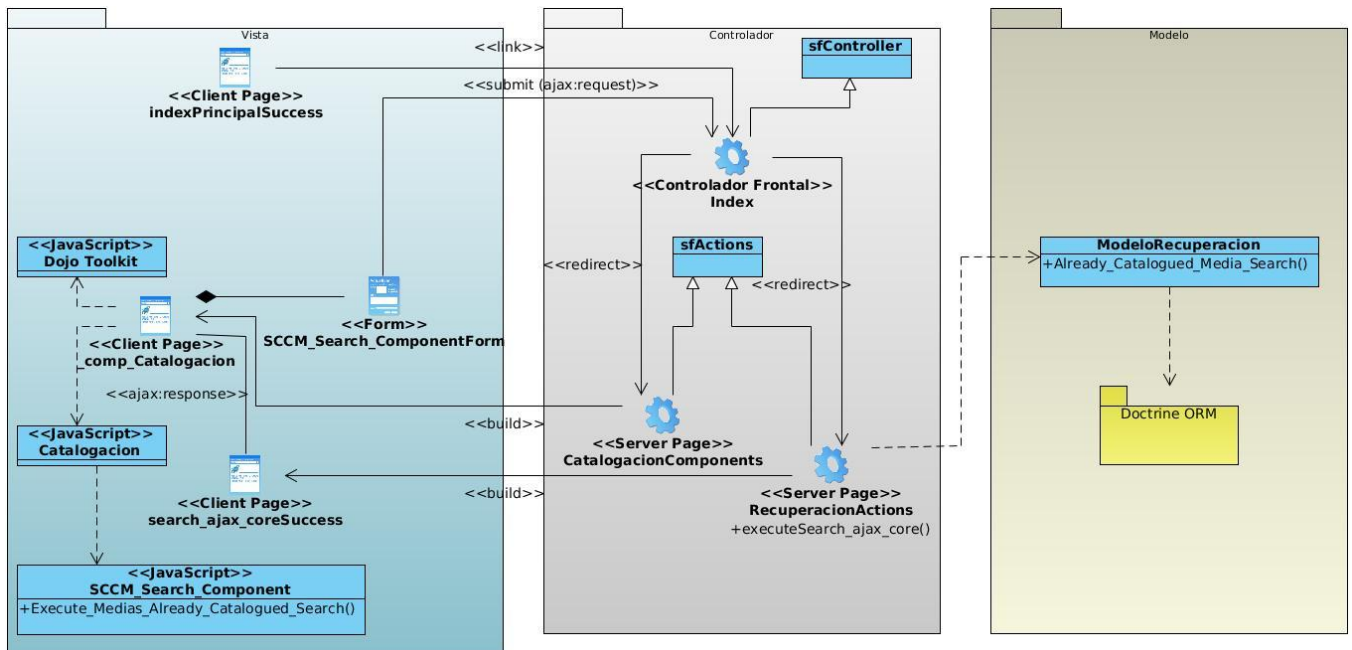 Vista
<<Client Page>>
indexPrincipalSuccess
<<link>>
<<submit (ajax:request)>>
<<JavaScript>>
Dojo Toolkit
<<Client Page>>
_comp_Catalogacion
<<Form>>
SCCM_Search_ComponentForm
<<ajax:response>>
<<JavaScript>>
Catalogacion
<<Client Page>>
search_ajax_coreSuccess
<<JavaScript>>
SCCM_Search_Component
+Execute_Medias_Already_Catalogued_Search()
<<build>>
<<build>>
Controlador
sfController
<<Controlador Frontal>>
Index
sfActions
<<redirect>>
<<redirect>>
<<Server Page>>
CatalogacionComponents
<<Server Page>>
RecuperacionActions
+executeSearch_ajax_core()
Modelo
ModeloRecuperacion
+Already_Catalogued_Media_Search()
Doctrine ORM